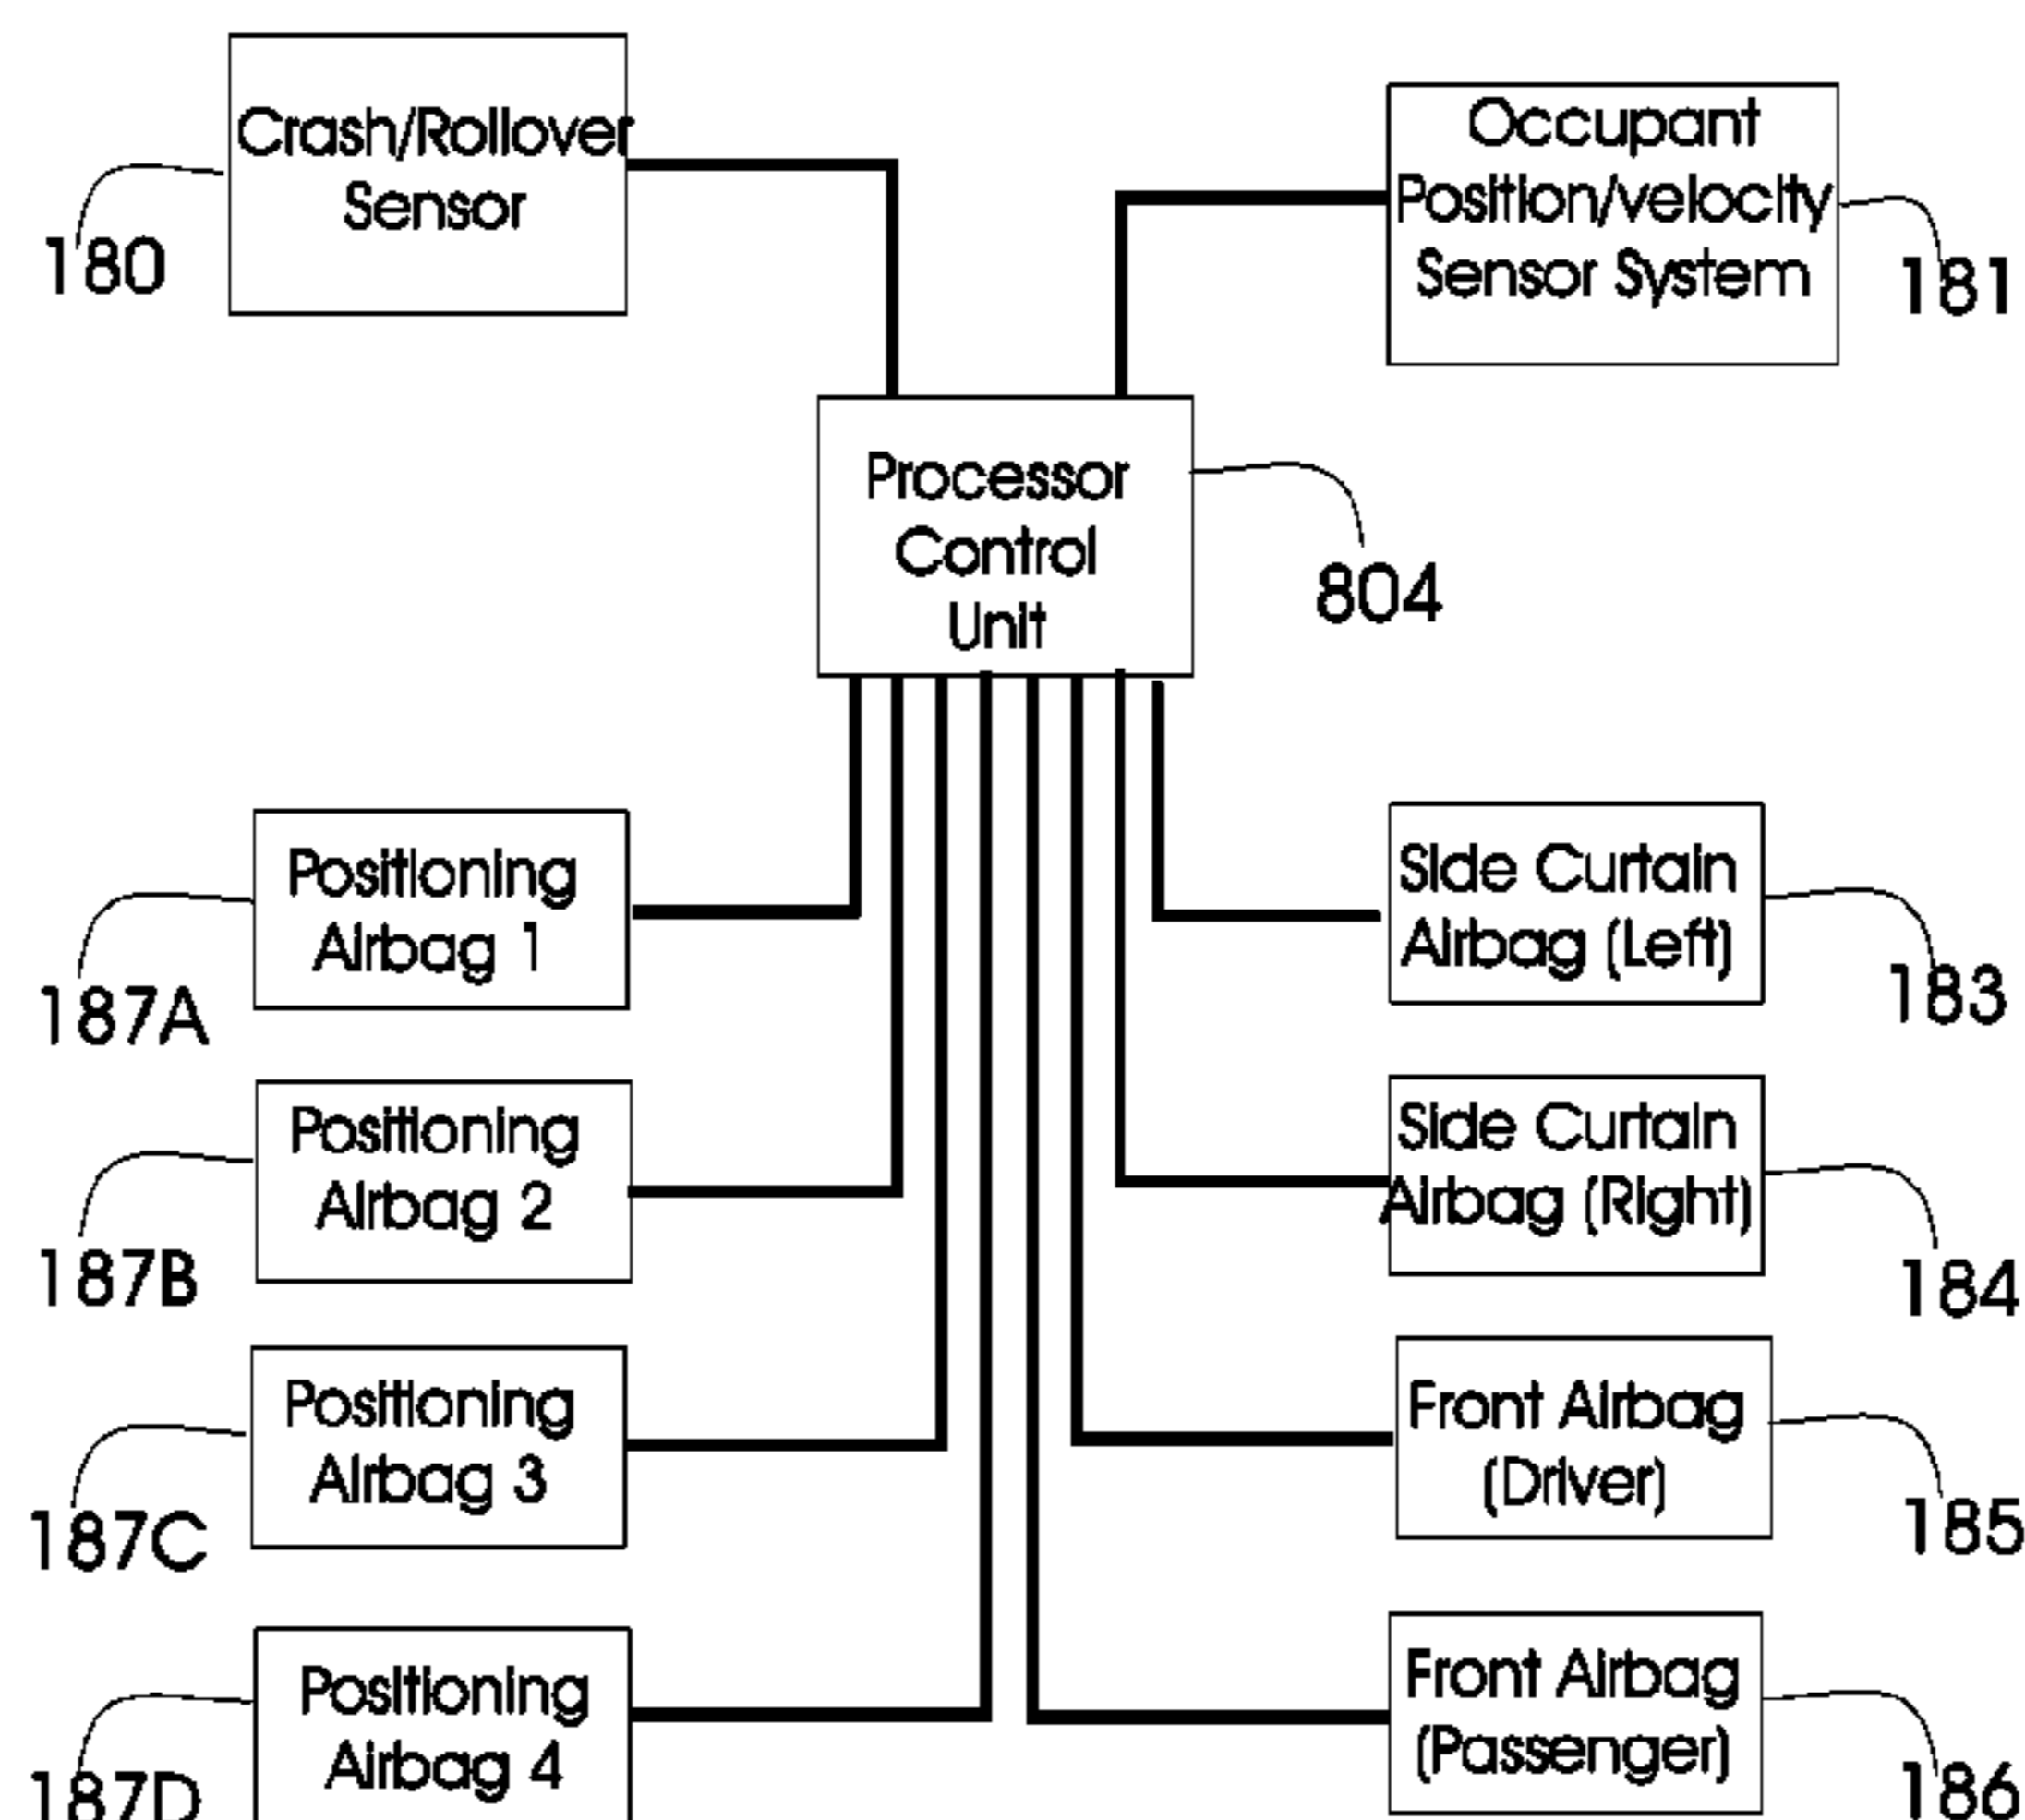 Crash/Rollover
Sensor
180
Occupant
Position/velocity
Sensor System
181
Processor
Control
Unit
804
Positioning
Airbag 1
187A
Side Curtain
Airbag (Left)
183
Positioning
Airbag 2
187B
Side Curtain
Airbag (Right)
184
Positioning
Airbag 3
187C
Front Airbag
(Driver)
185
Positioning
Airbag 4
187D
Front Airbag
(Passenger)
186